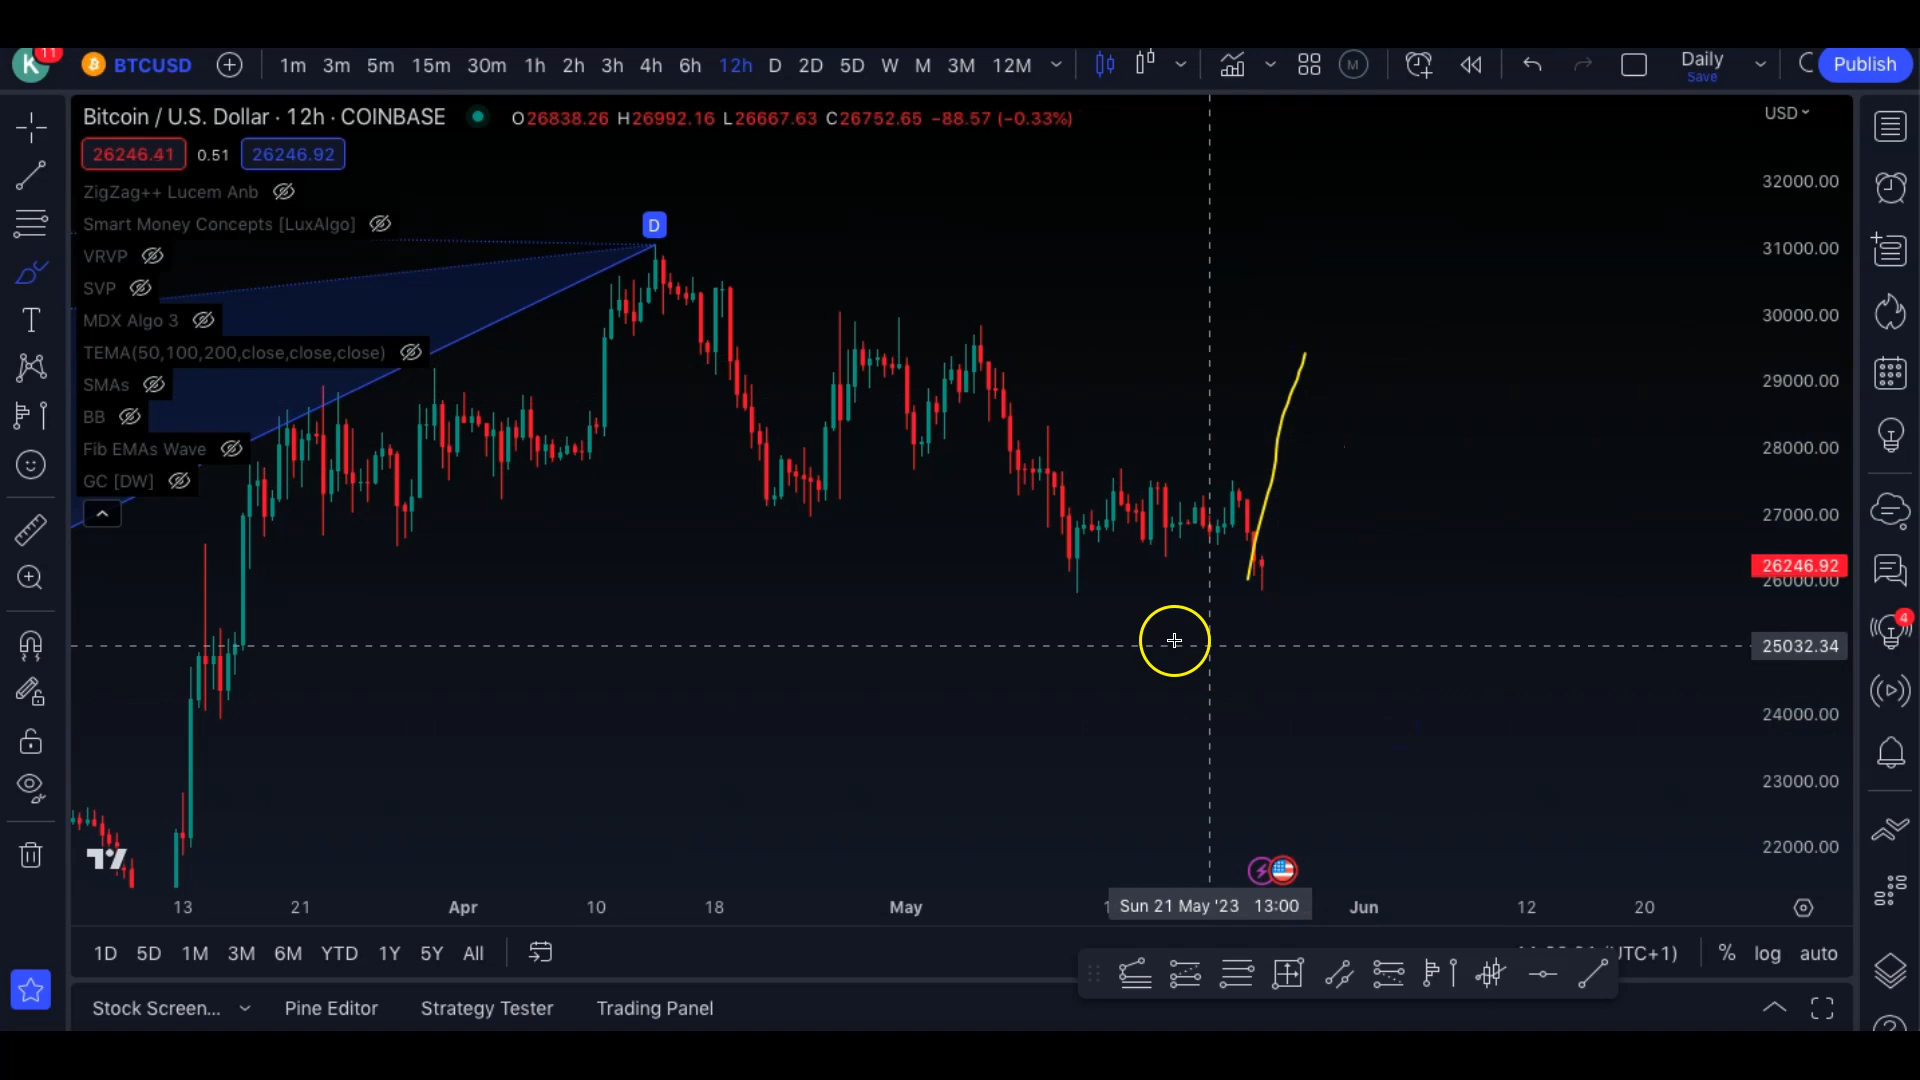 K 11 BTCUSD 1m 3m 5m 15m 30m 1h 2h 3h 4h 6h 12h D 2D 5D W M 3M 12M M Daily Save Publish
Bitcoin / U.S. Dollar · 12h · COINBASE O26838.26 H26992.16 L26667.63 C26752.65 −88.57 (−0.33%) USD
26246.41 0.51 26246.92
ZigZag++ Lucem Anb
Smart Money Concepts [LuxAlgo]
VRVP
SVP
MDX Algo 3
TEMA(50,100,200,close,close,close)
SMAs
BB
Fib EMAs Wave
GC [DW]
D
T
32000.00
31000.00
30000.00
29000.00
28000.00
27000.00
26246.92
26000.00
25032.34
24000.00
23000.00
22000.00
4
13 21 Apr 10 18 May Sun 21 May '23 13:00 Jun 12 20
1D 5D 1M 3M 6M YTD 1Y 5Y All UTC+1) % log auto
Stock Screen... Pine Editor Strategy Tester Trading Panel